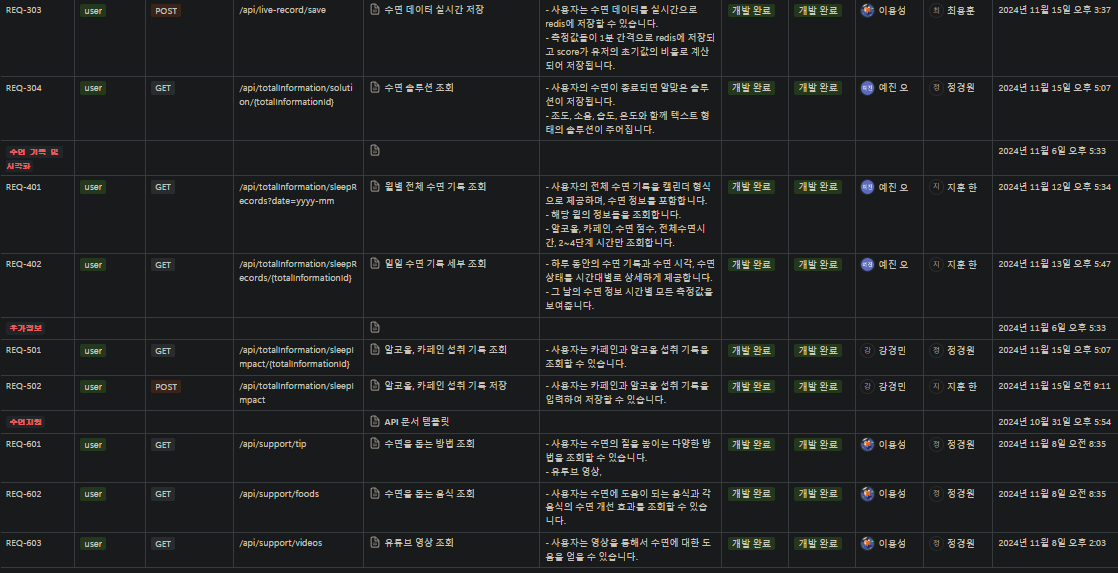 REQ-303 user POST /api/live-record/save 수면 데이터 실시간 저장 - 사용자는 수면 데이터를 실시간으로 개발 완료 개발 완료 이용성 최 최용훈 2024년 11월 15일 오후 3:37
redis에 저장할 수 있습니다.
- 측정값들이 1분 간격으로 redis에 저장되
고 score가 유저의 초기값의 비율로 계산
되어 저장됩니다.
REQ-304 user GET /api/totalInformation/soluti 수면 솔루션 조회 - 사용자의 수면이 종료되면 알맞은 솔루 개발 완료 개발 완료 예진 예진 오 정 정경원 2024년 11월 15일 오후 5:07
on/{totalInformationId} 션이 저장됩니다.
- 조도, 소음, 습도, 온도와 함께 텍스트 형
태의 솔루션이 주어집니다.
수면 기록 및 2024년 11월 6일 오후 5:33
시각화
REQ-401 user GET /api/totalInformation/sleepR 월별 전체 수면 기록 조회 - 사용자의 전체 수면 기록을 캘린더 형식 개발 완료 개발 완료 예진 예진 오 지 지훈 한 2024년 11월 12일 오후 5:34
ecords?date=yyyy-mm 으로 제공하며, 수면 정보를 포함합니다.
- 해당 월의 정보들을 조회합니다.
- 알코올, 카페인, 수면 점수, 전체수면시
간, 2~4단계 시간만 조회합니다.
REQ-402 user GET /api/totalInformation/sleepR 일일 수면 기록 세부 조회 - 하루 동안의 수면 기록과 수면 시각, 수면 개발 완료 개발 완료 예진 예진 오 지 지훈 한 2024년 11월 13일 오후 5:47
ecords/{totalInformationId} 상태를 시간대별로 상세하게 제공합니다.
- 그 날의 수면 정보 시간별 모든 측정값을
보여줍니다.
추가정보 2024년 11월 6일 오후 5:33
REQ-501 user GET /api/totalInformation/sleepI 알코올, 카페인 섭취 기록 조회 - 사용자는 카페인과 알코올 섭취 기록을 개발 완료 개발 완료 강 강경민 정 정경원 2024년 11월 15일 오후 5:07
mpact/{totalInformationId} 조회할 수 있습니다.
REQ-502 user POST /api/totalInformation/sleepI 알코올, 카페인 섭취 기록 저장 - 사용자는 카페인과 알코올 섭취 기록을 개발 완료 개발 완료 강 강경민 지 지훈 한 2024년 11월 15일 오전 9:11
mpact 입력하여 저장할 수 있습니다.
수면지원 API 문서 템플릿 2024년 10월 31일 오후 5:54
REQ-601 user GET /api/support/tip 수면을 돕는 방법 조회 - 사용자는 수면의 질을 높이는 다양한 방 개발 완료 개발 완료 이용성 정 정경원 2024년 11월 8일 오전 8:35
법을 조회할 수 있습니다.
- 유투브 영상,
REQ-602 user GET /api/support/foods 수면을 돕는 음식 조회 - 사용자는 수면에 도움이 되는 음식과 각 개발 완료 개발 완료 이용성 정 정경원 2024년 11월 8일 오전 8:35
음식의 수면 개선 효과를 조회할 수 있습니
다.
REQ-603 user GET /api/support/videos 유튜브 영상 조회 - 사용자는 영상을 통해서 수면에 대한 도 개발 완료 개발 완료 이용성 정 정경원 2024년 11월 8일 오후 2:03
움을 얻을 수 있습니다.